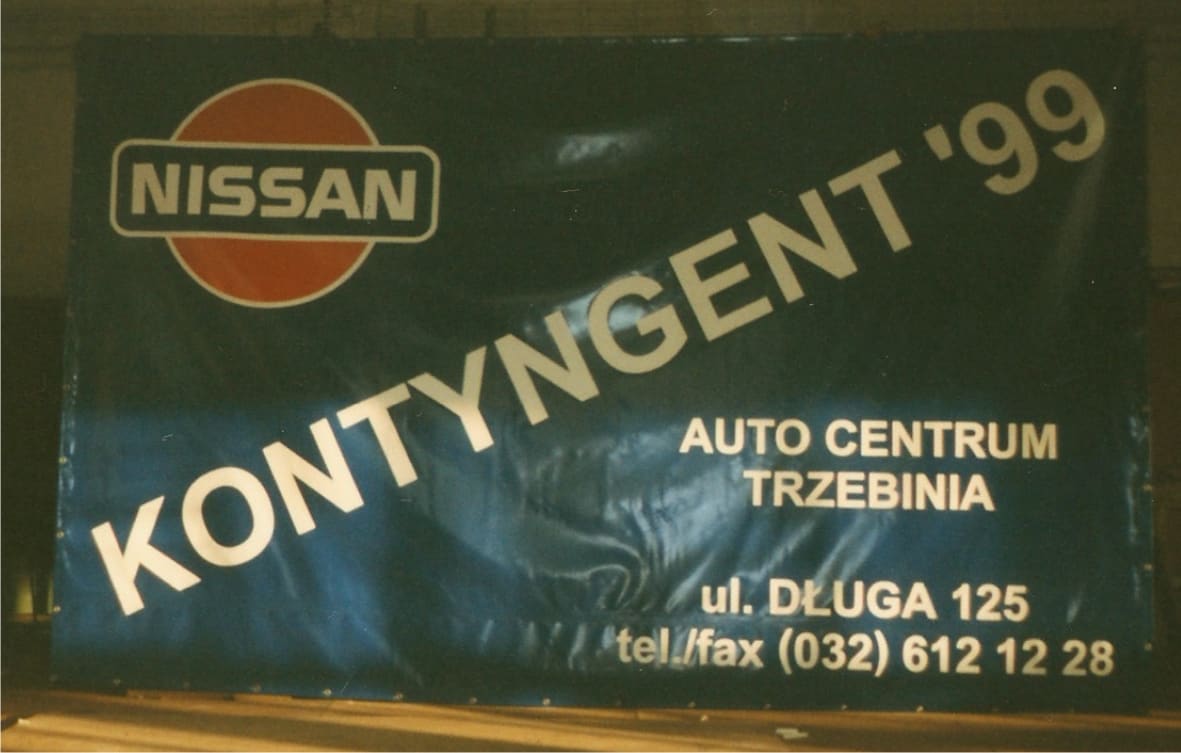 NISSAN
KONTYNGENT '99
AUTO CENTRUM
TRZEBINIA
ul. DŁUGA 125
tel./fax (032) 612 12 28